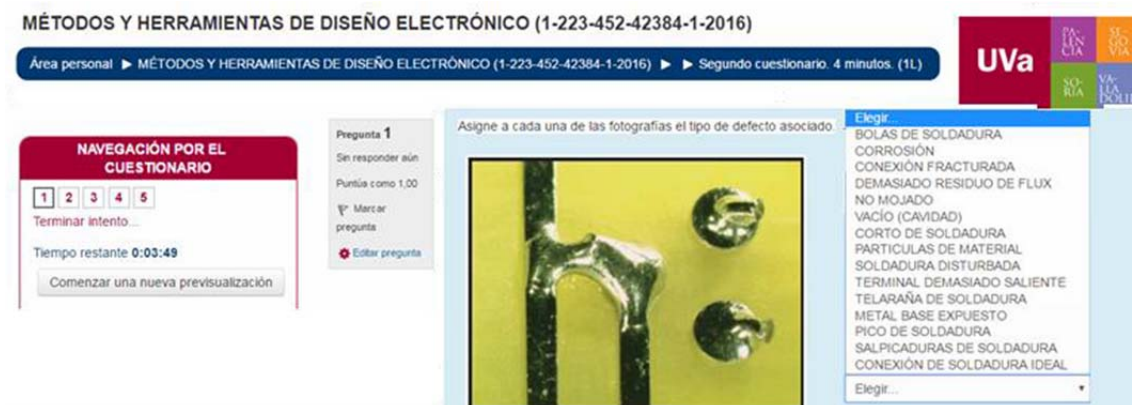 MÉTODOS Y HERRAMIENTAS DE DISEÑO ELECTRÓNICO (1-223-452-42384-1-2016)
Área personal ▶ MÉTODOS Y HERRAMIENTAS DE DISEÑO ELECTRÓNICO (1-223-452-42384-1-2016) ▶ ▶ Segundo cuestionario. 4 minutos. (1L)
UVa
PA-
LEN
CIA
SE-
GO
VIA
SO-
RIA
VA-
LLA
DOLID
NAVEGACIÓN POR EL
CUESTIONARIO
1 2 3 4 5
Terminar intento...
Tiempo restante 0:03:49
Comenzar una nueva previsualización
Pregunta 1
Sin responder aún
Puntúa como 1,00
Marcar
pregunta
Editar pregunta
Asigne a cada una de las fotografías el tipo de defecto asociado.
Elegir...
BOLAS DE SOLDADURA
CORROSIÓN
CONEXIÓN FRACTURADA
DEMASIADO RESIDUO DE FLUX
NO MOJADO
VACÍO (CAVIDAD)
CORTO DE SOLDADURA
PARTICULAS DE MATERIAL
SOLDADURA DISTURBADA
TERMINAL DEMASIADO SALIENTE
TELARAÑA DE SOLDADURA
METAL BASE EXPUESTO
PICO DE SOLDADURA
SALPICADURAS DE SOLDADURA
CONEXIÓN DE SOLDADURA IDEAL
Elegir...